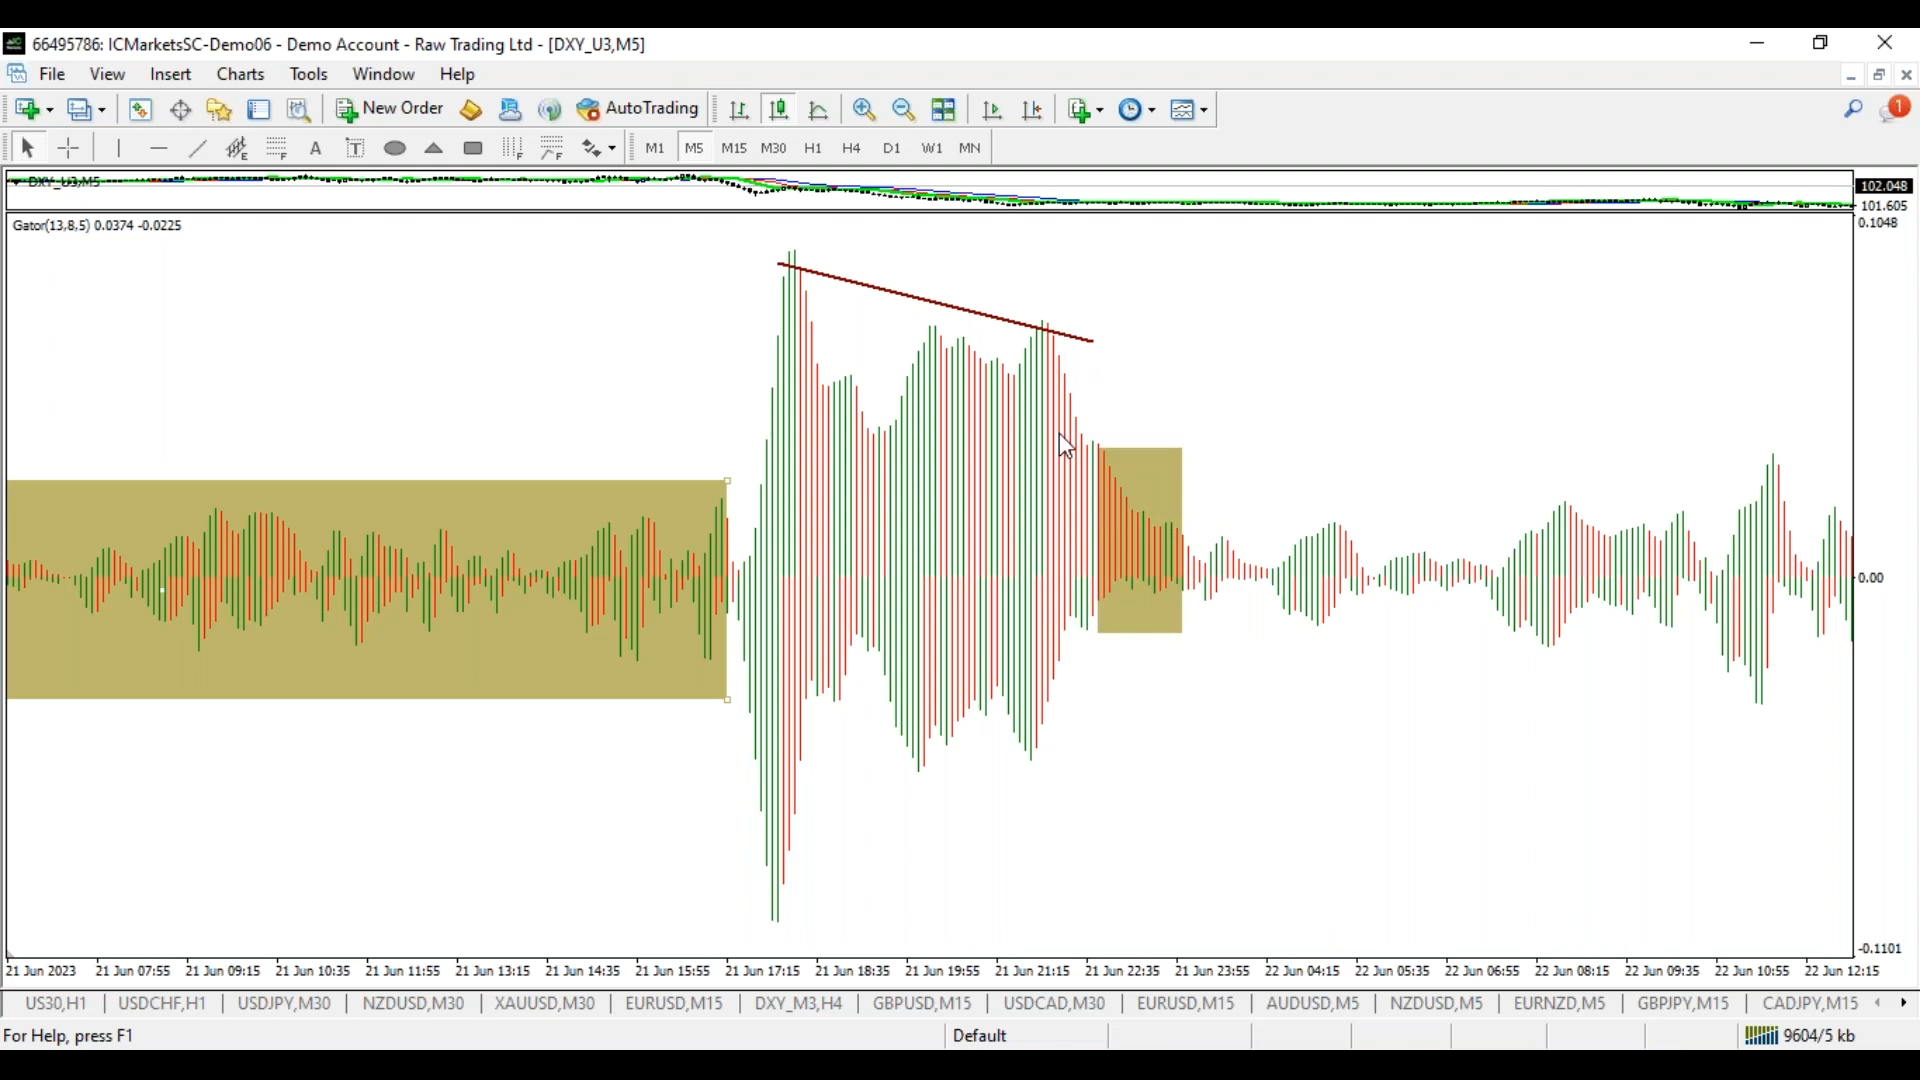 66495786: ICMarketsSC-Demo06 - Demo Account - Raw Trading Ltd - [DXY_U3,M5]
File View Insert Charts Tools Window Help
New Order AutoTrading 1
A T M1 M5 M15 M30 H1 H4 D1 W1 MN
DXY_U3,M5
102.048
101.605
Gator(13,8,5) 0.0374 -0.0225
0.1048
0.00
-0.1101
21 Jun 2023 21 Jun 07:55 21 Jun 09:15 21 Jun 10:35 21 Jun 11:55 21 Jun 13:15 21 Jun 14:35 21 Jun 15:55 21 Jun 17:15 21 Jun 18:35 21 Jun 19:55 21 Jun 21:15 21 Jun 22:35 21 Jun 23:55 22 Jun 04:15 22 Jun 05:35 22 Jun 06:55 22 Jun 08:15 22 Jun 09:35 22 Jun 10:55 22 Jun 12:15
US30,H1 USDCHF,H1 USDJPY,M30 NZDUSD,M30 XAUUSD,M30 EURUSD,M15 DXY_M3,H4 GBPUSD,M15 USDCAD,M30 EURUSD,M15 AUDUSD,M5 NZDUSD,M5 EURNZD,M5 GBPJPY,M15 CADJPY,M15
For Help, press F1 Default 9604/5 kb